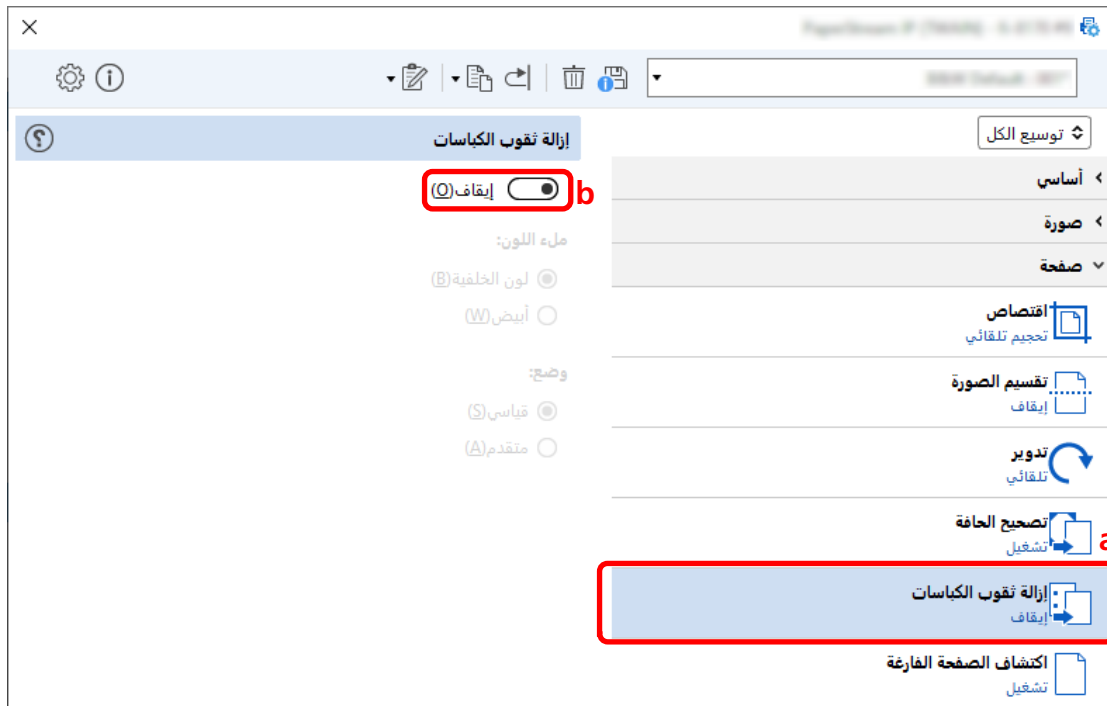 توسيع الكل
أساسي
صورة
صفحة
اقتصاص
تحجيم تلقائي
تقسيم الصورة
إيقاف
تدوير
تلقائي
تصحيح الحافة
تشغيل
a
إزالة ثقوب الكباسات
إيقاف
اكتشاف الصفحة الفارغة
تشغيل
إزالة ثقوب الكباسات
b
إيقاف(O)
ملء اللون:
لون الخلفية(B)
أبيض(W)
وضع:
قياسي(S)
متقدم(A)